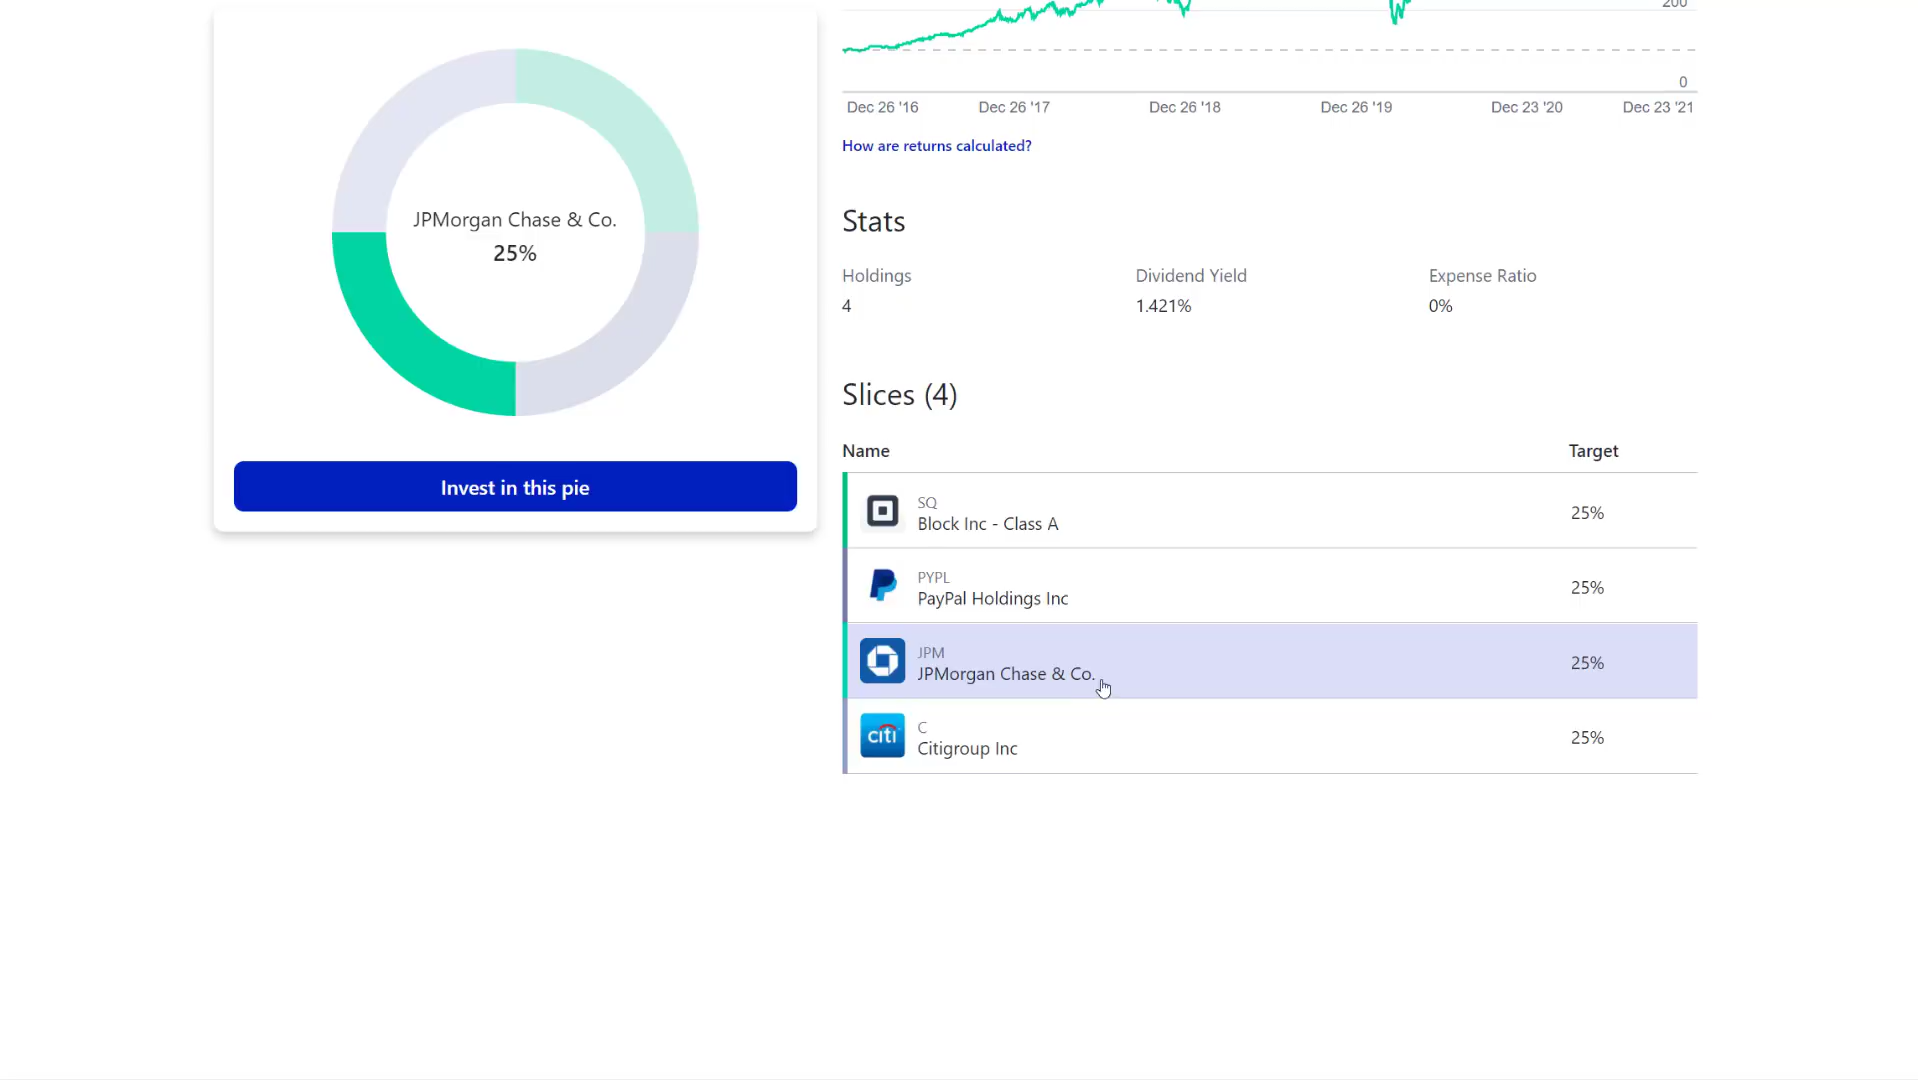 200
0
Dec 26 '16 Dec 26 '17 Dec 26 '18 Dec 26 '19 Dec 23 '20 Dec 23 '21
How are returns calculated?
JPMorgan Chase & Co.
25%
Invest in this pie
Stats
Holdings Dividend Yield Expense Ratio
4 1.421% 0%
Slices (4)
Name Target
SQ
Block Inc - Class A 25%
PYPL
PayPal Holdings Inc 25%
JPM
JPMorgan Chase & Co. 25%
citi
C
Citigroup Inc 25%